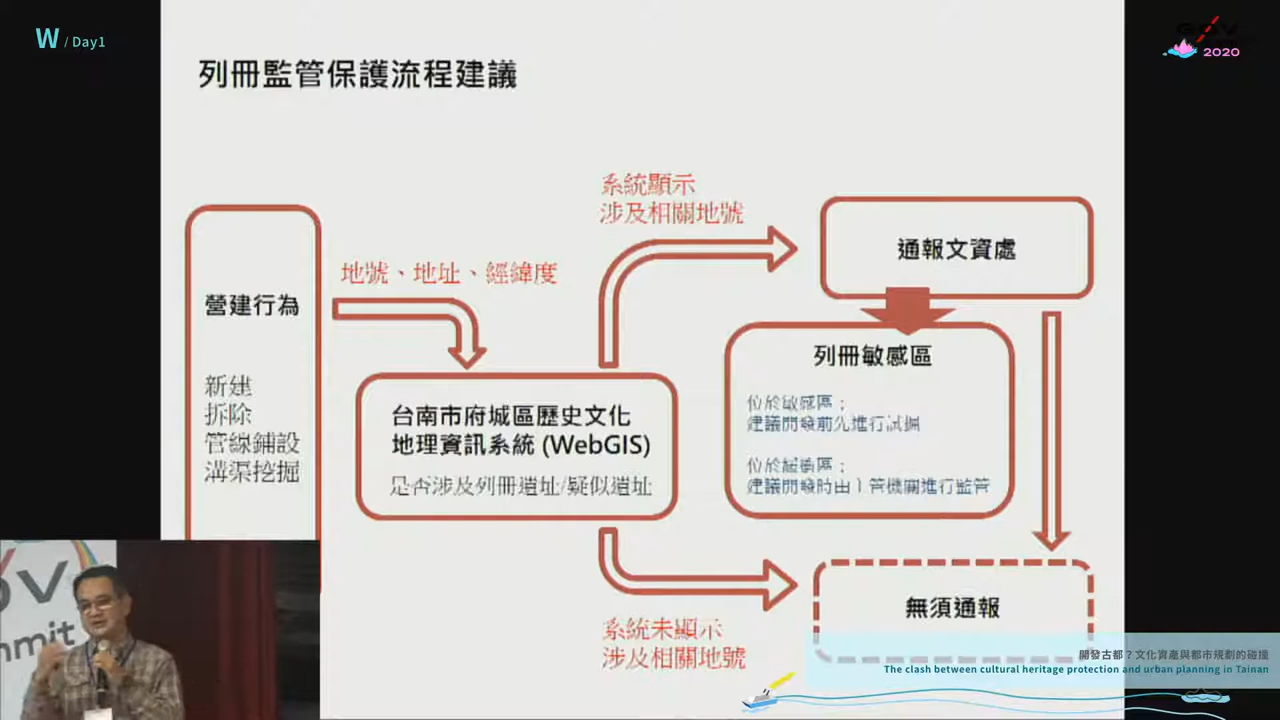 W / Day1
GOV
2020
列冊監管保護流程建議
系統顯示
涉及相關地號
通報文資處
地號、地址、經緯度
營建行為
新建
拆除
管線鋪設
溝渠挖掘
台南市府城區歷史文化
地理資訊系統 (WebGIS)
是否涉及列冊遺址/疑似遺址
列冊敏感區
位於敏感區：
建議開發前先進行試掘
位於緩衝區：
建議開發時由主管機關進行監管
系統未顯示
涉及相關地號
無須通報
開發古都？文化資產與都市規劃的碰撞
The clash between cultural heritage protection and urban planning in Tainan